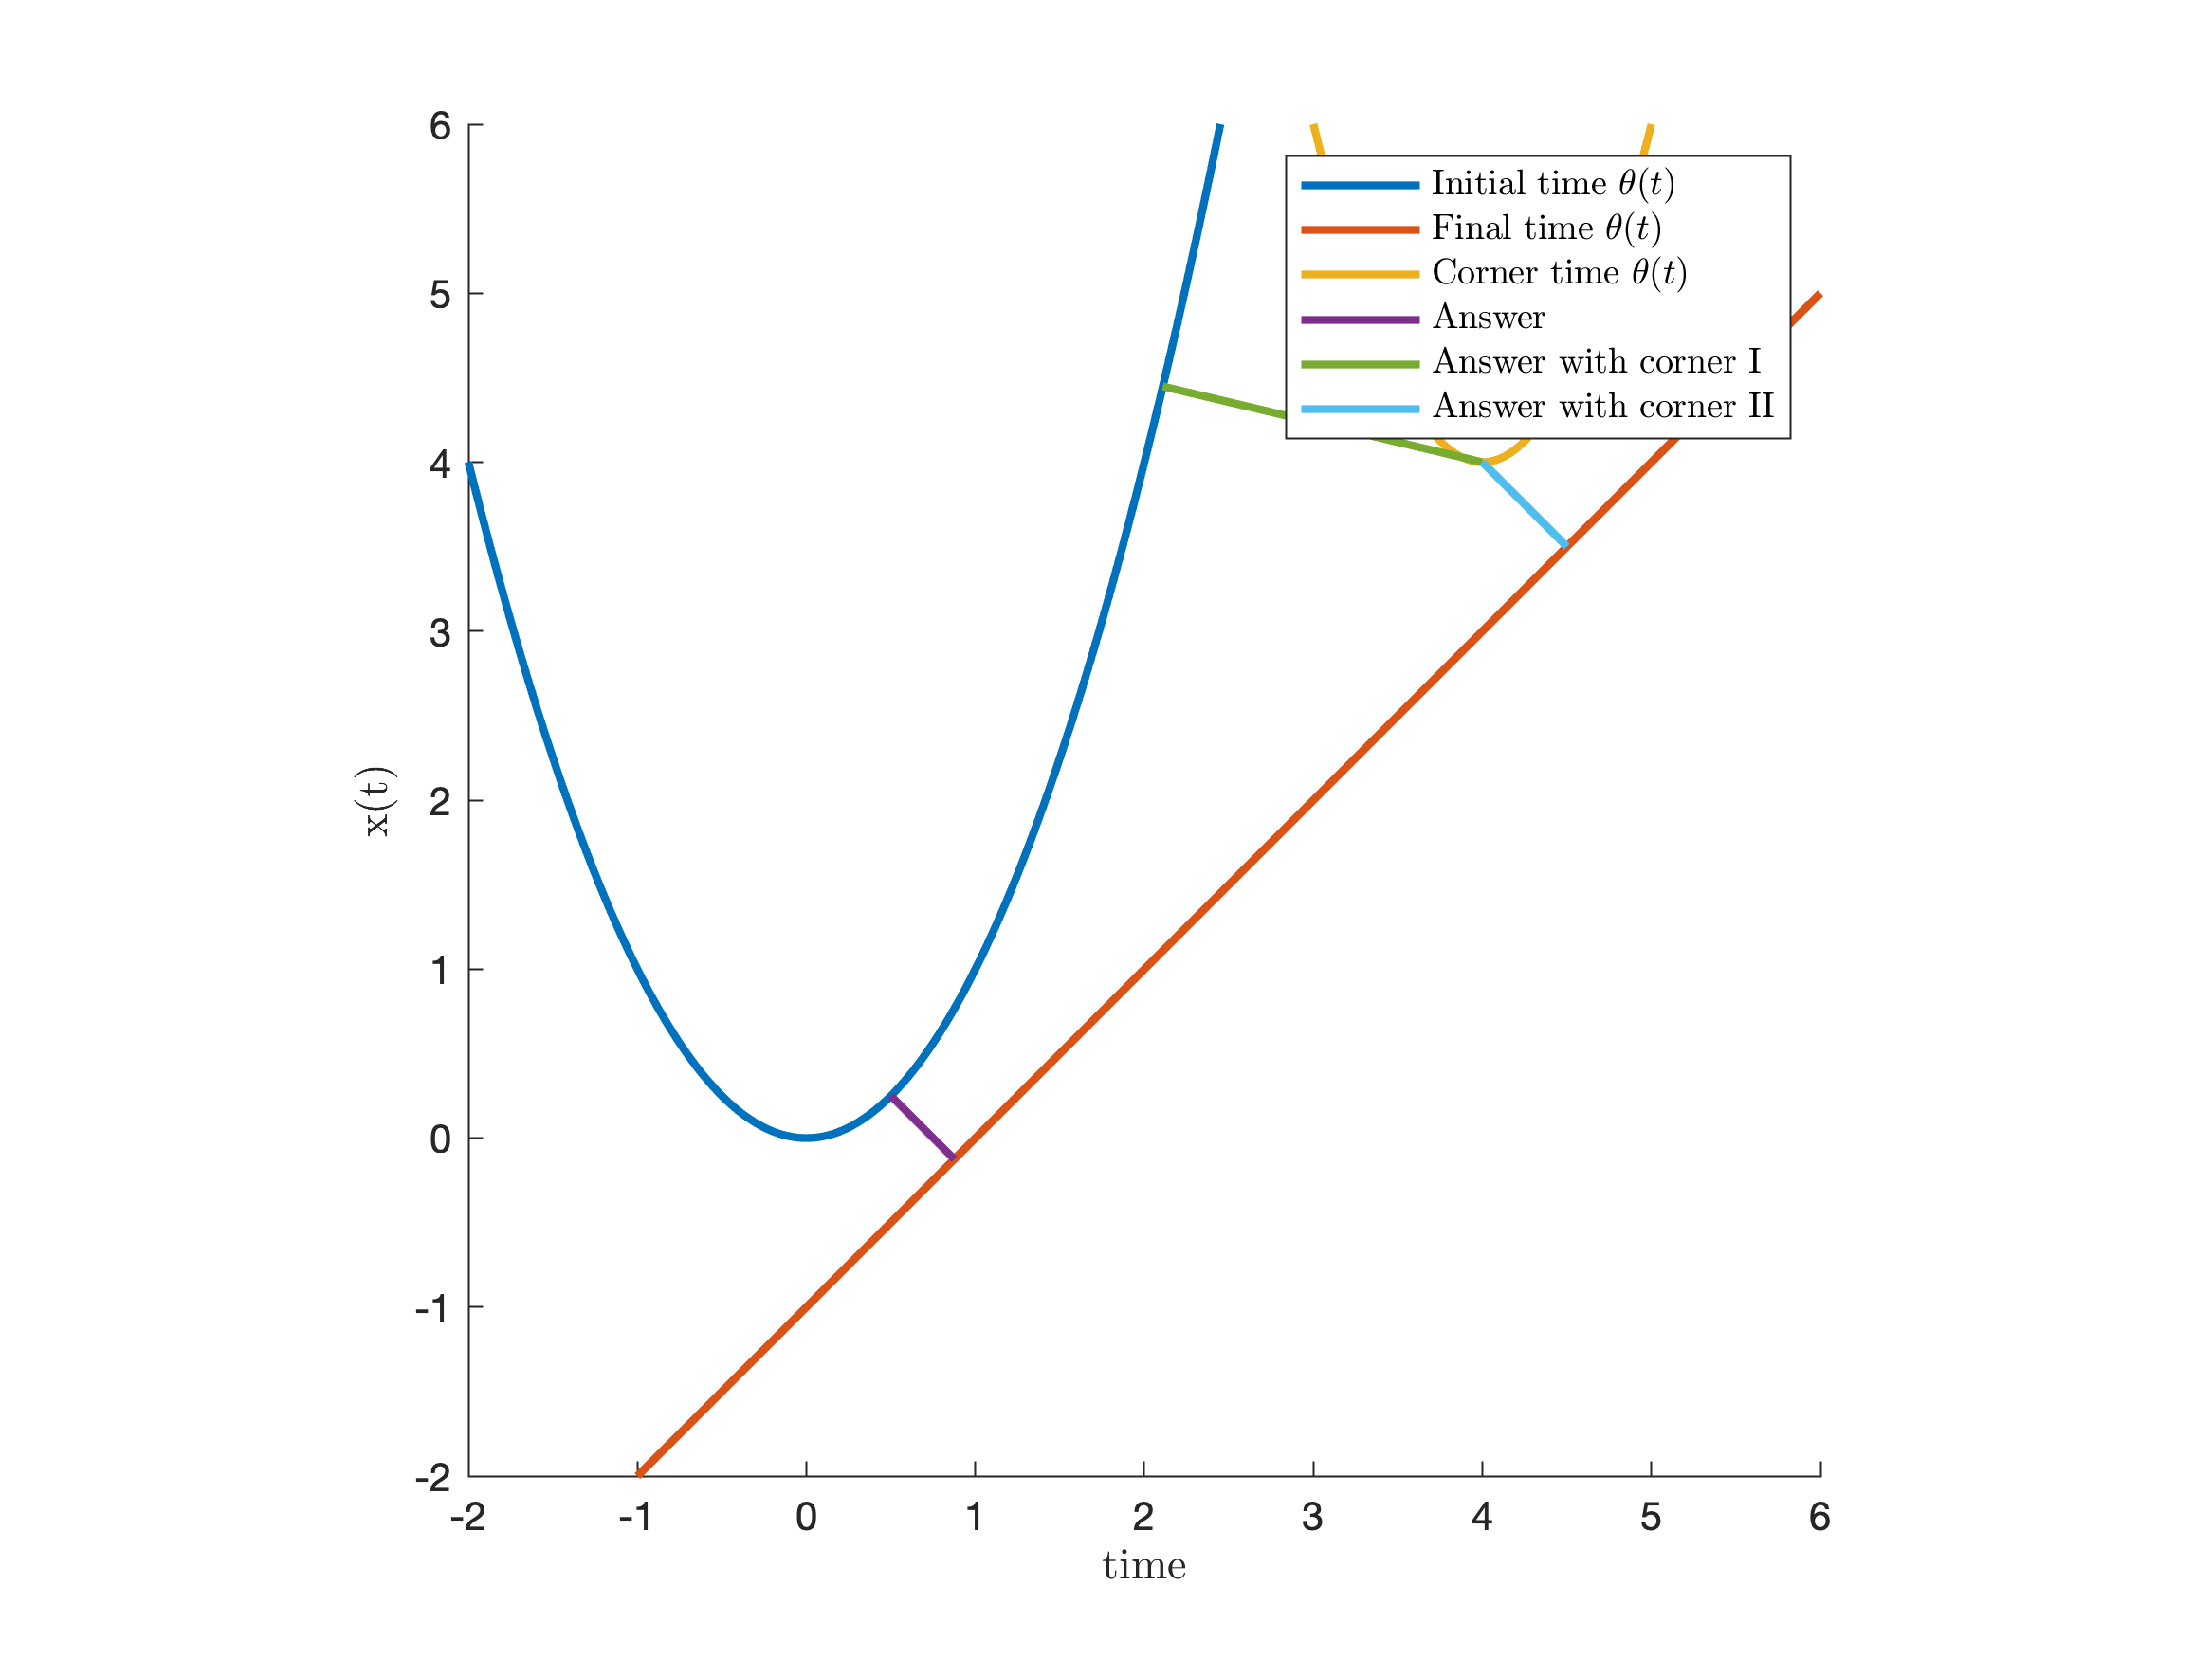 6
5
4
3
2
1
0
-1
-2
x(t)
Initial time θ(t)
Final time θ(t)
Corner time θ(t)
Answer
Answer with corner I
Answer with corner II
-2 -1 0 1 2 3 4 5 6
time